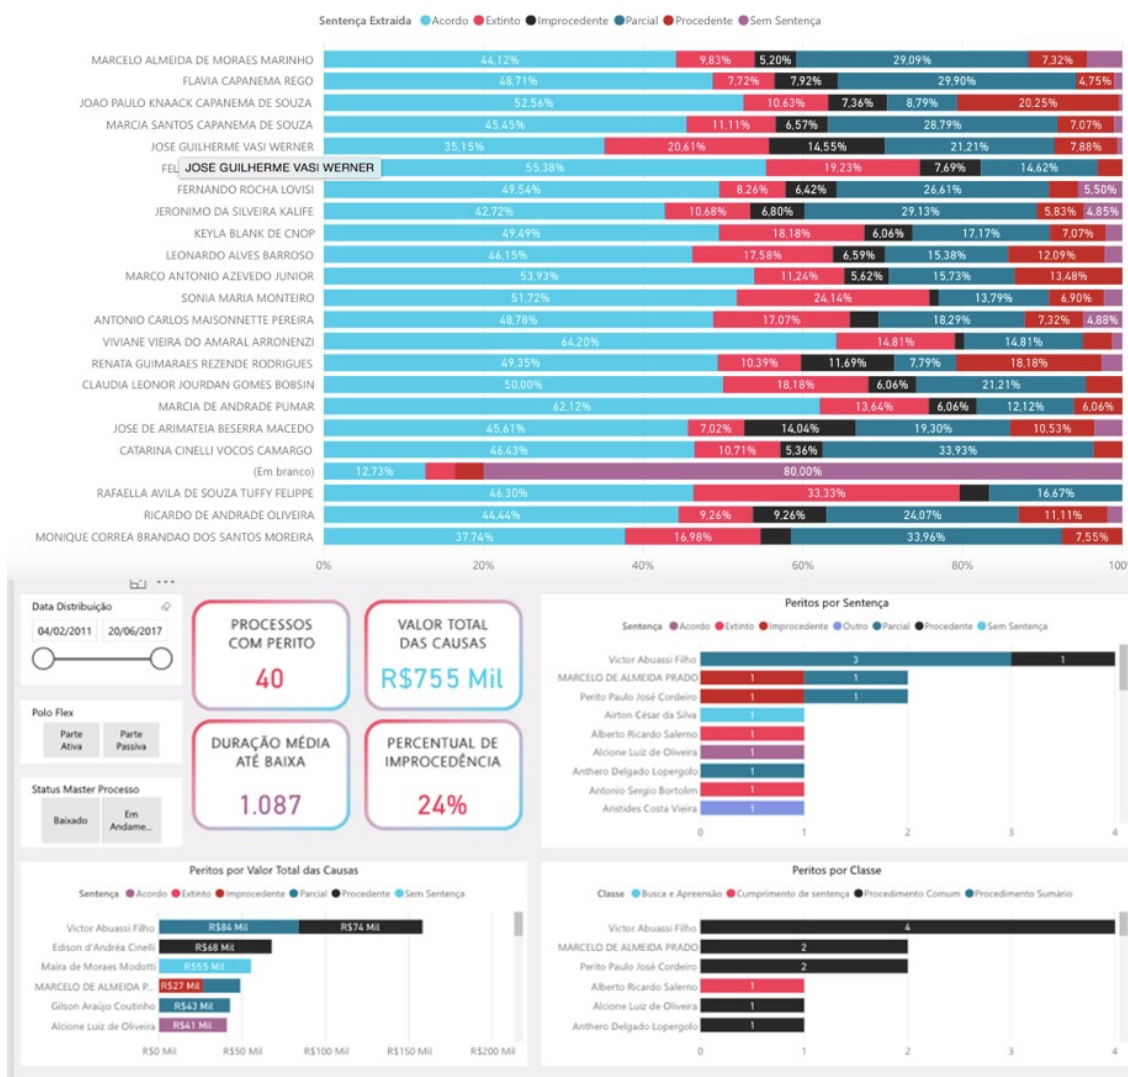 Sentença Extraida Acordo Extinto Improcedente Parcial Procedente Sem Sentença
MARCELO ALMEIDA DE MORAES MARINHO 44,12% 9,83% 5,20% 29,09% 7,32%
FLAVIA CAPANEMA REGO 48,71% 7,72% 7,92% 29,90% 4,75%
JOAO PAULO KNAACK CAPANEMA DE SOUZA 52,56% 10,63% 7,36% 8,79% 20,25%
MARCIA SANTOS CAPANEMA DE SOUZA 45,45% 11,11% 6,57% 28,79% 7,07%
JOSE GUILHERME VASI WERNER 35,15% 20,61% 14,55% 21,21% 7,88%
FEL JOSE GUILHERME VASI WERNER 55,38% 19,23% 7,69% 14,62%
FERNANDO ROCHA LOVISI 49,54% 8,26% 6,42% 26,61% 5,50%
JERONIMO DA SILVEIRA KALIFE 42,72% 10,68% 6,80% 29,13% 5,83% 4,85%
KEYLA BLANK DE CNOP 49,49% 18,18% 6,06% 17,17% 7,07%
LEONARDO ALVES BARROSO 46,15% 17,58% 6,59% 15,38% 12,09%
MARCO ANTONIO AZEVEDO JUNIOR 53,93% 11,24% 5,62% 15,73% 13,48%
SONIA MARIA MONTEIRO 51,72% 24,14% 13,79% 6,90%
ANTONIO CARLOS MAISONNETTE PEREIRA 48,78% 17,07% 18,29% 7,32% 4,88%
VIVIANE VIEIRA DO AMARAL ARRONENZI 64,20% 14,81% 14,81%
RENATA GUIMARAES REZENDE RODRIGUES 49,35% 10,39% 11,69% 7,79% 18,18%
CLAUDIA LEONOR JOURDAN GOMES BOBSIN 50,00% 18,18% 6,06% 21,21%
MARCIA DE ANDRADE PUMAR 62,12% 13,64% 6,06% 12,12% 6,06%
JOSE DE ARIMATEIA BESERRA MACEDO 45,61% 7,02% 14,04% 19,30% 10,53%
CATARINA CINELLI VOCOS CAMARGO 46,43% 10,71% 5,36% 33,93%
(Em branco) 12,73% 80,00%
RAFAELLA AVILA DE SOUZA TUFFY FELIPPE 46,30% 33,33% 16,67%
RICARDO DE ANDRADE OLIVEIRA 44,44% 9,26% 9,26% 24,07% 11,11%
MONIQUE CORREA BRANDAO DOS SANTOS MOREIRA 37,74% 16,98% 33,96% 7,55%
0% 20% 40% 60% 80% 100%
Data Distribuição
04/02/2011 20/06/2017
Polo Flex
Parte Ativa
Parte Passiva
Status Master Processo
Baixado
Em Andame...
PROCESSOS
COM PERITO
40
VALOR TOTAL
DAS CAUSAS
R$755 Mil
DURAÇÃO MÉDIA
ATÉ BAIXA
1.087
PERCENTUAL DE
IMPROCEDÊNCIA
24%
Peritos por Sentença
Sentença Acordo Extinto Improcedente Outro Parcial Procedente Sem Sentença
Victor Abuassi Filho 3 1
MARCELO DE ALMEIDA PRADO 1 1
Perito Paulo José Cordeiro 1 1
Airton César da Silva 1
Alberto Ricardo Salerno 1
Alcione Luiz de Oliveira 1
Anthero Delgado Lopergolo 1
Antonio Sergio Bortolim 1
Aristides Costa Vieira 1
0 1 2 3 4
Peritos por Valor Total das Causas
Sentença Acordo Extinto Improcedente Parcial Procedente Sem Sentença
Victor Abuassi Filho R$84 Mil R$74 Mil
Edison d'Andréa Cinelli R$68 Mil
Maíra de Moraes Modotti R$55 Mil
MARCELO DE ALMEIDA P... R$27 Mil
Gilson Araújo Coutinho R$43 Mil
Alcione Luiz de Oliveira R$41 Mil
R$0 Mil R$50 Mil R$100 Mil R$150 Mil R$200 Mil
Peritos por Classe
Classe Busca e Apreensão Cumprimento de sentença Procedimento Comum Procedimento Sumário
Victor Abuassi Filho 4
MARCELO DE ALMEIDA PRADO 2
Perito Paulo José Cordeiro 2
Alberto Ricardo Salerno 1
Alcione Luiz de Oliveira 1
Anthero Delgado Lopergolo 1
0 1 2 3 4